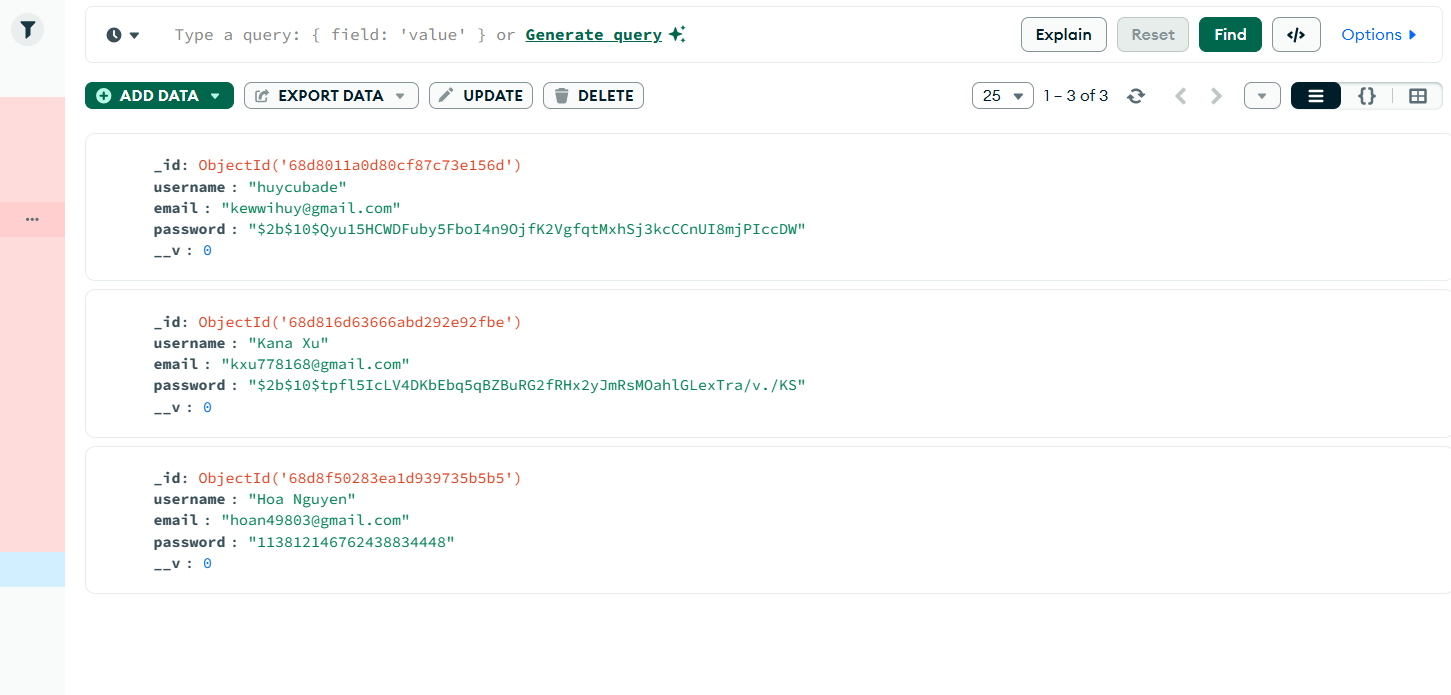 Type a query: { field: 'value' } or Generate query
Explain
Reset
Find
</>
Options
ADD DATA
EXPORT DATA
UPDATE
DELETE
25
1 – 3 of 3
{}
_id: ObjectId('68d8011a0d80cf87c73e156d')
username : "huycubade"
email : "kewwihuy@gmail.com"
password : "$2b$10$Qyu15HCWDFuby5FboI4n9OjfK2VgfqtMxhSj3kcCCnUI8mjPIccDW"
__v : 0
_id: ObjectId('68d816d63666abd292e92fbe')
username : "Kana Xu"
email : "kxu778168@gmail.com"
password : "$2b$10$tpfl5IcLV4DKbEbq5qBZBuRG2fRHx2yJmRsMOahlGLexTra/v./KS"
__v : 0
_id: ObjectId('68d8f50283ea1d939735b5b5')
username : "Hoa Nguyen"
email : "hoan49803@gmail.com"
password : "113812146762438834448"
__v : 0